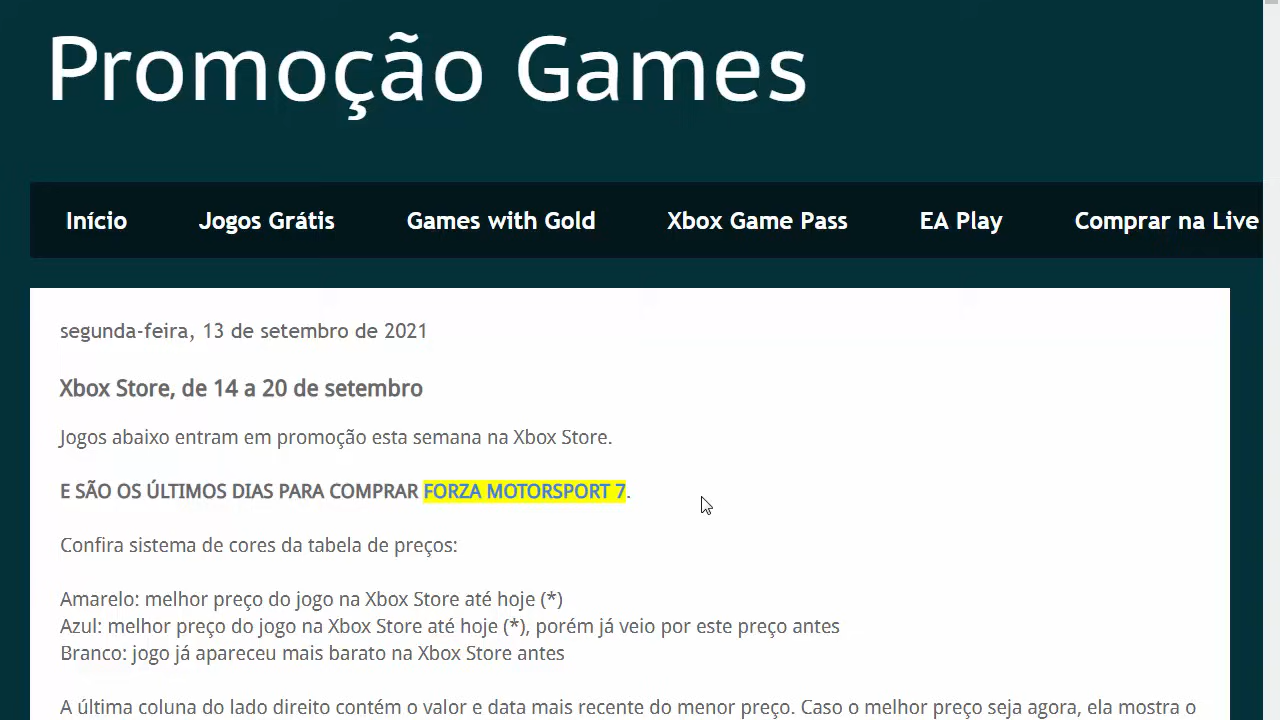 Promoção Games
Início Jogos Grátis Games with Gold Xbox Game Pass EA Play Comprar na Live
segunda-feira, 13 de setembro de 2021
Xbox Store, de 14 a 20 de setembro
Jogos abaixo entram em promoção esta semana na Xbox Store.
E SÃO OS ÚLTIMOS DIAS PARA COMPRAR FORZA MOTORSPORT 7.
Confira sistema de cores da tabela de preços:
Amarelo: melhor preço do jogo na Xbox Store até hoje (*)
Azul: melhor preço do jogo na Xbox Store até hoje (*), porém já veio por este preço antes
Branco: jogo já apareceu mais barato na Xbox Store antes
A última coluna do lado direito contém o valor e data mais recente do menor preço. Caso o melhor preço seja agora, ela mostra o